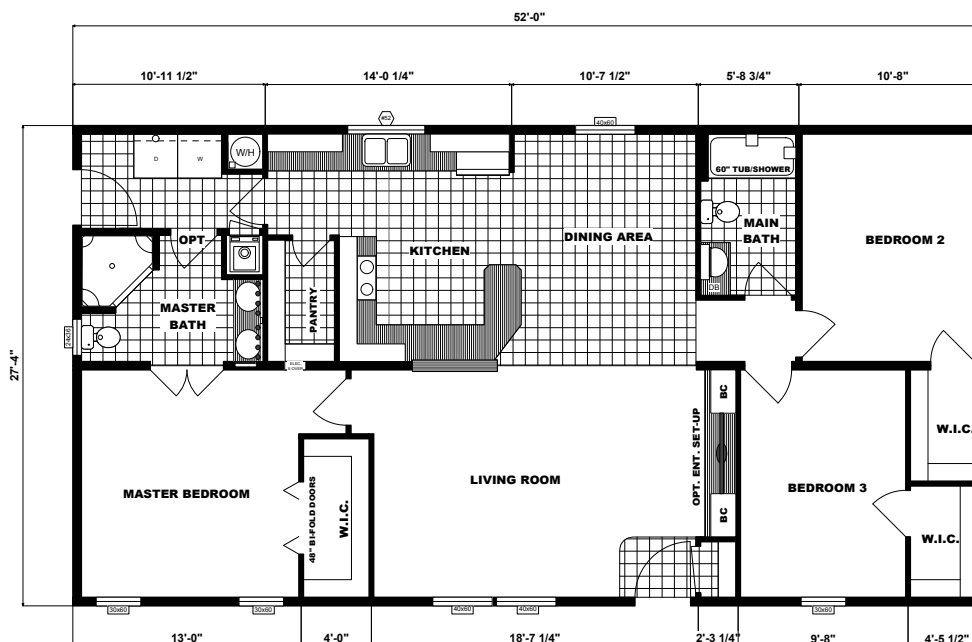 52'-0"
10'-11 1/2"
14'-0 1/4"
10'-7 1/2"
5'-8 3/4"
10'-8"
#52
40x60
W/H
D
W
60" TUB/SHOWER
OPT
KITCHEN
DINING AREA
MAIN
BATH
BEDROOM 2
DB
MASTER
BATH
PANTRY
24x36
27'-4"
BC
OPT. ENT. SET-UP
W.I.C.
MASTER BEDROOM
48" BI-FOLD DOORS
W.I.C.
LIVING ROOM
BEDROOM 3
BC
W.I.C.
30x60
30x60
40x60
40x60
30x60
13'-0"
4'-0"
18'-7 1/4"
2'-3 1/4"
9'-8"
4'-5 1/2"